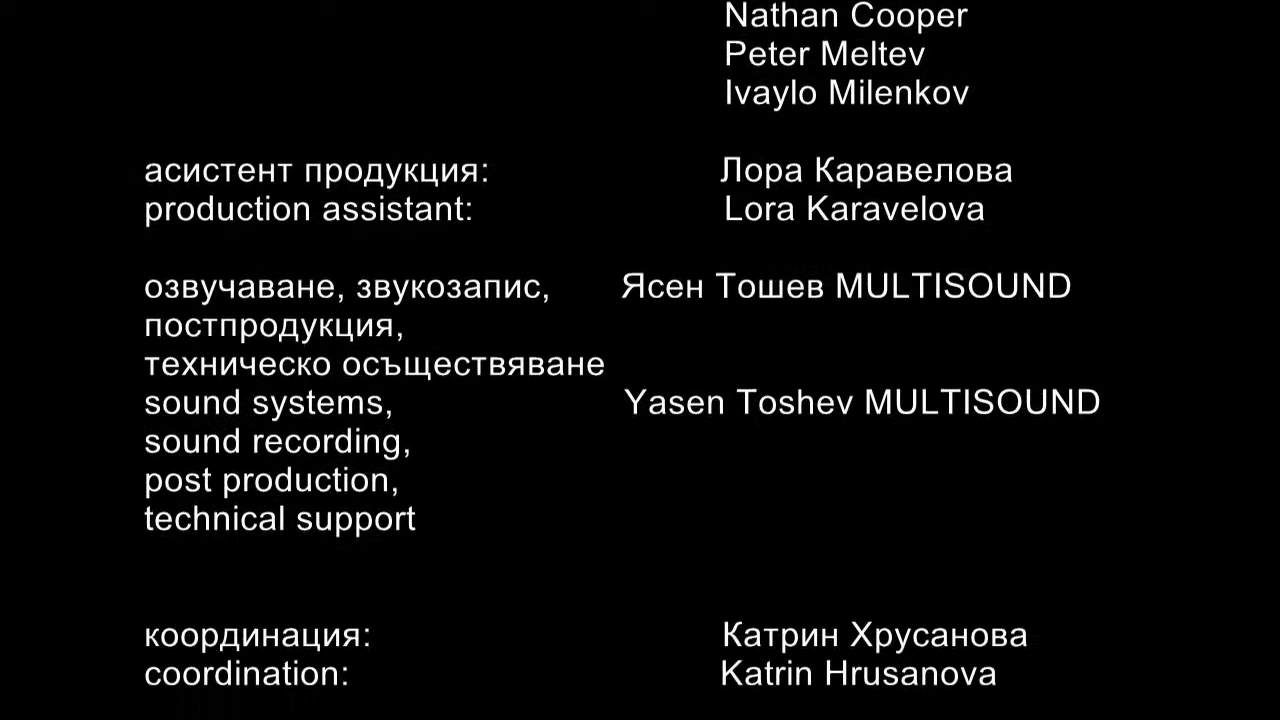 Nathan Cooper
Peter Meltev
Ivaylo Milenkov
асистент продукция: Лора Каравелова
production assistant: Lora Karavelova
озвучаване, звукозапис, Ясен Тошев MULTISOUND
постпродукция,
техническо осъществяване
sound systems, Yasen Toshev MULTISOUND
sound recording,
post production,
technical support
координация: Катрин Хрусанова
coordination: Katrin Hrusanova